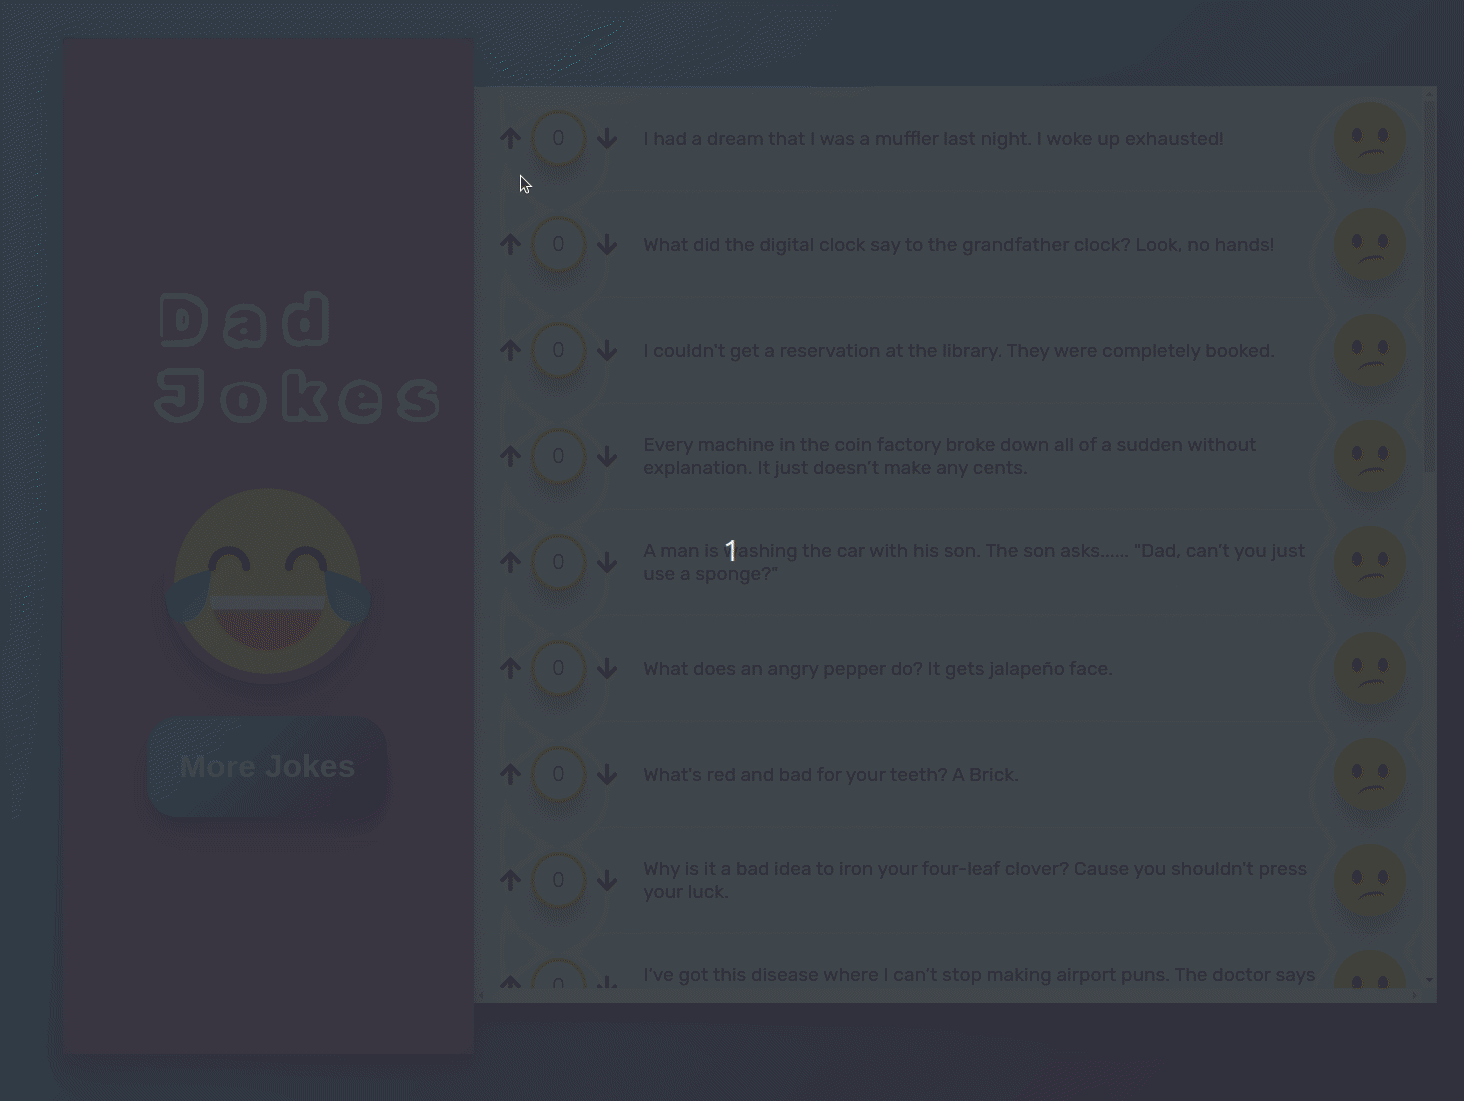 Dad
Jokes
More Jokes
0
I had a dream that I was a muffler last night. I woke up exhausted!
0
What did the digital clock say to the grandfather clock? Look, no hands!
0
I couldn't get a reservation at the library. They were completely booked.
0
Every machine in the coin factory broke down all of a sudden without
explanation. It just doesn't make any cents.
0
A man is washing the car with his son. The son asks...... "Dad, can't you just
use a sponge?"
1
0
What does an angry pepper do? It gets jalapeño face.
0
What's red and bad for your teeth? A Brick.
0
Why is it a bad idea to iron your four-leaf clover? Cause you shouldn't press
your luck.
0
I've got this disease where I can't stop making airport puns. The doctor says